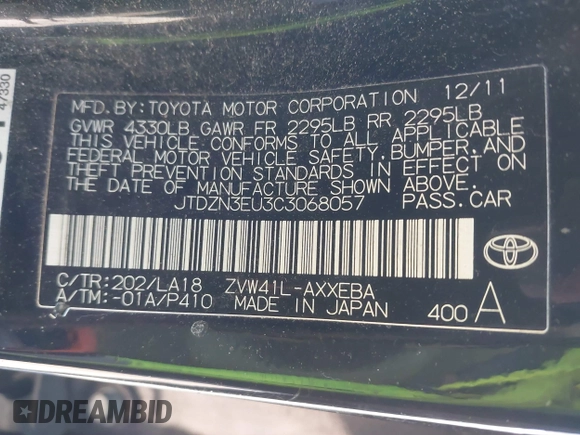 47330
MFD. BY: TOYOTA MOTOR CORPORATION 12/11
GVWR 4330LB GAWR FR 2295LB RR 2295LB
THIS VEHICLE CONFORMS TO ALL APPLICABLE
FEDERAL MOTOR VEHICLE SAFETY, BUMPER, AND
THEFT PREVENTION STANDARDS IN EFFECT ON
THE DATE OF MANUFACTURE SHOWN ABOVE.
JTDZN3EU3C3068057 PASS.CAR
C/TR:202/LA18 ZVW41L-AXXEBA
A/TM:-01A/P410 MADE IN JAPAN 400 A
DREAMBID